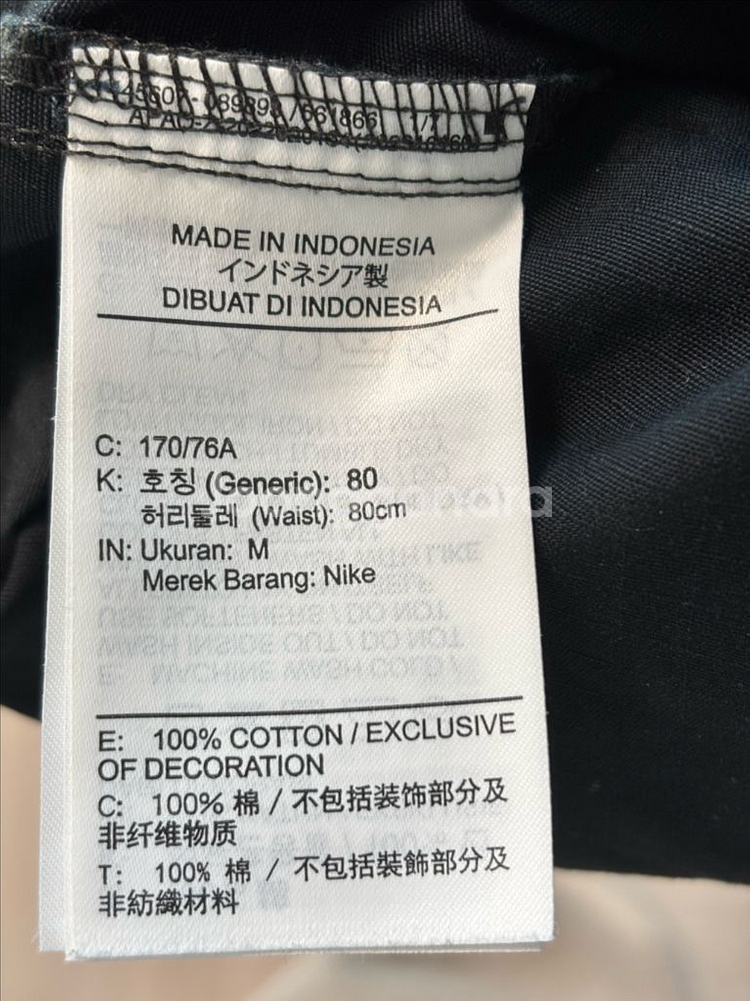 MADE IN INDONESIA
インドネシア製
DIBUAT DI INDONESIA
C: 170/76A
K: 호칭 (Generic): 80
허리둘레 (Waist): 80cm
IN: Ukuran: M
Merek Barang: Nike
E: 100% COTTON / EXCLUSIVE
OF DECORATION
C: 100% 棉 / 不包括装饰部分及
非纤维物质
T: 100% 棉 / 不包括裝飾部分及
非紡織材料